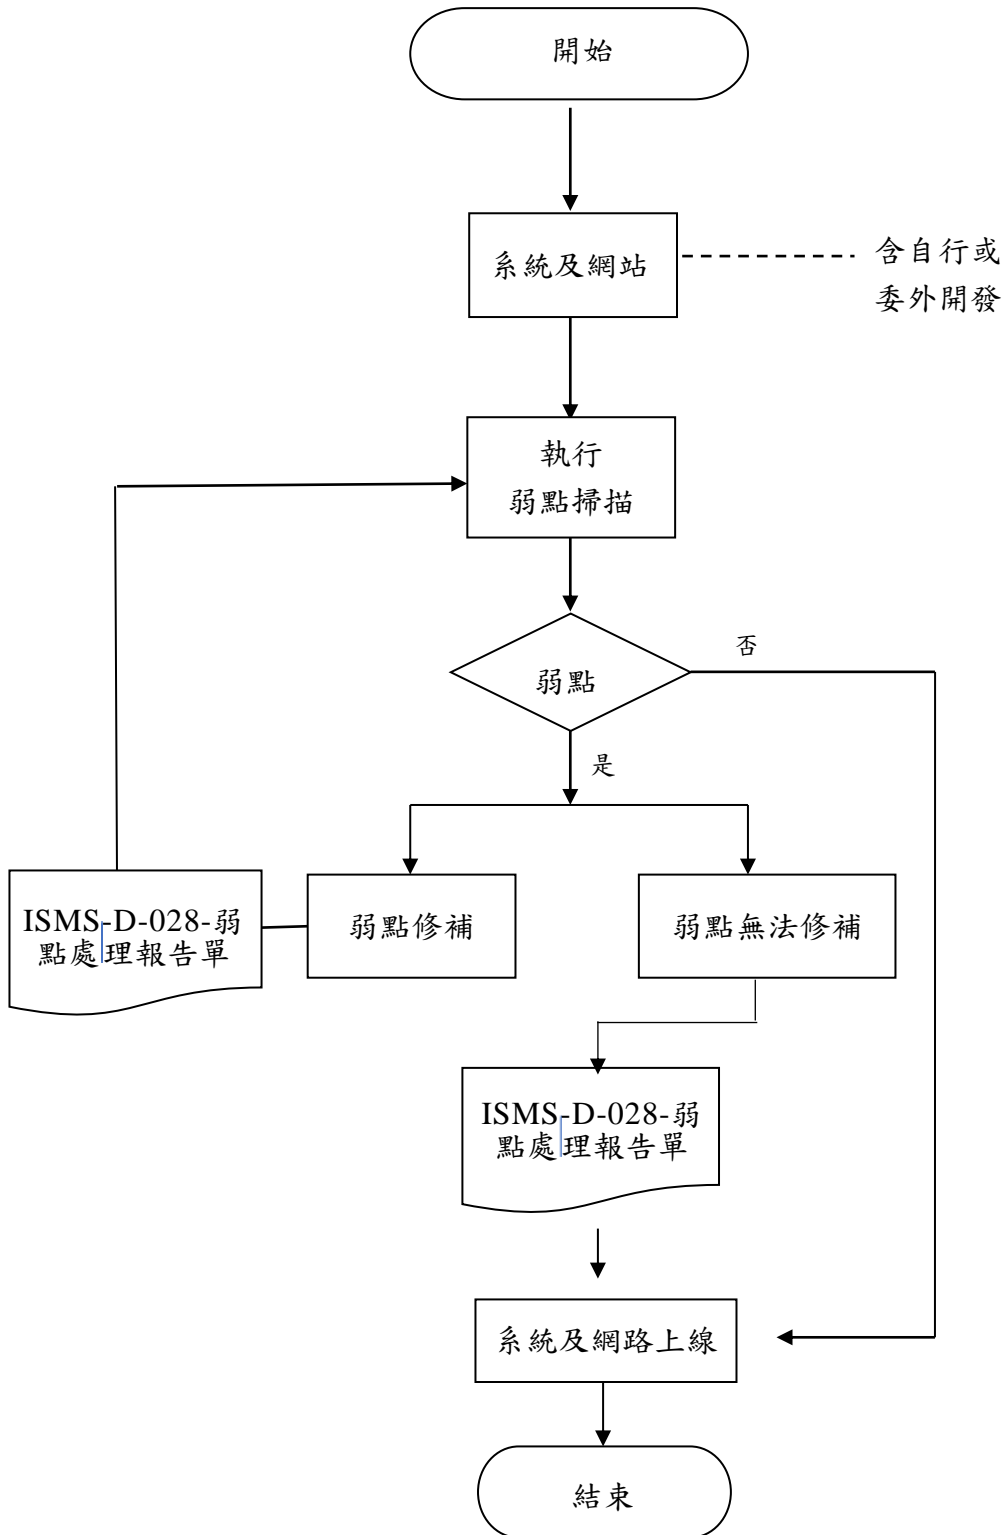 開始
系統及網站
含自行或
委外開發
執行
弱點掃描
否
弱點
是
ISMS-D-028-弱
點處理報告單
弱點修補
弱點無法修補
ISMS-D-028-弱
點處理報告單
系統及網路上線
結束